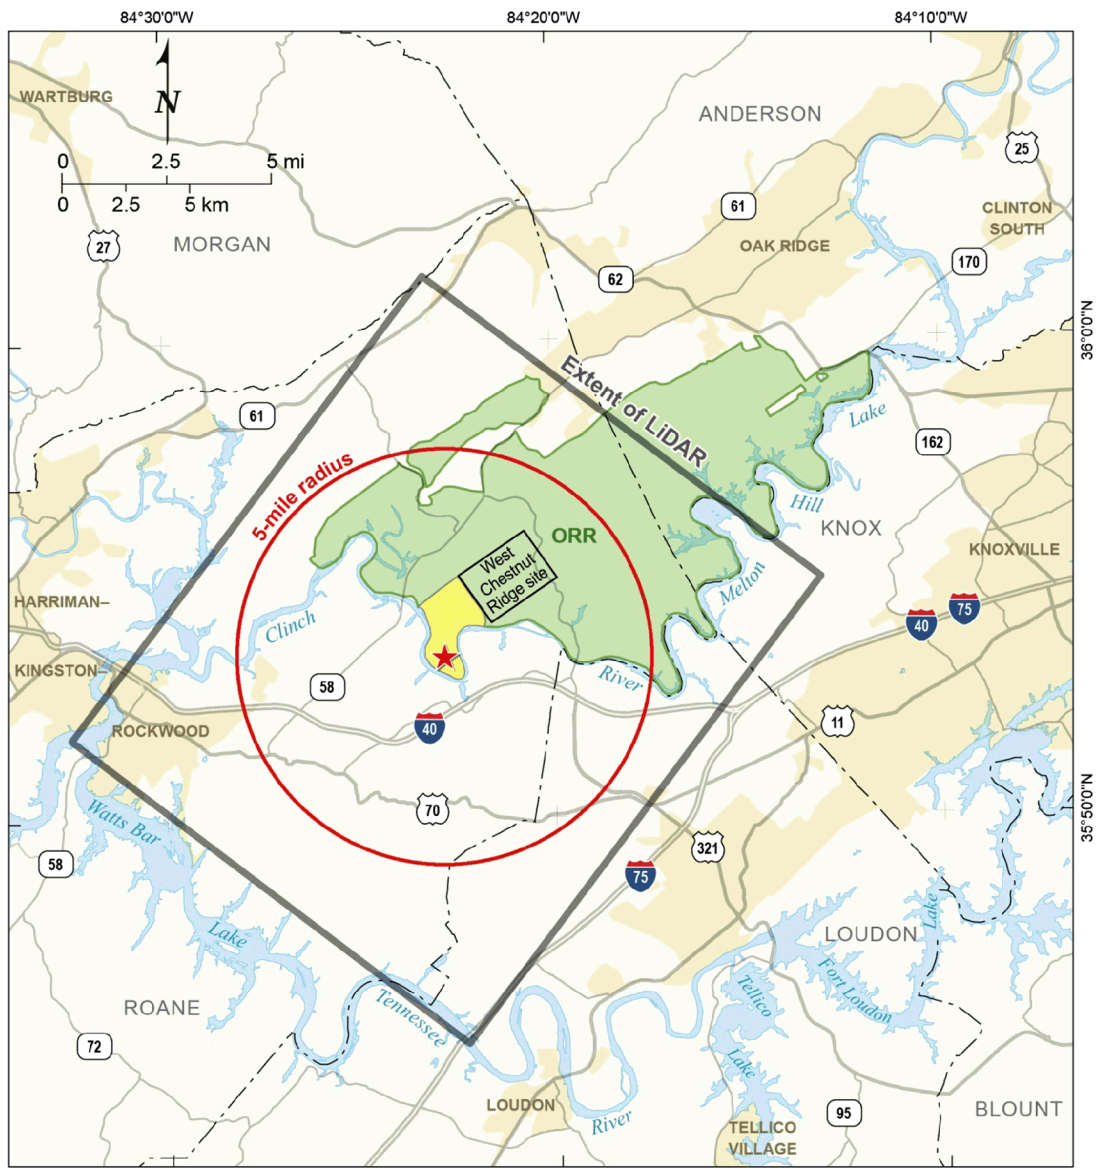 84°30'0"W
84°20'0"W
84°10'0"W
WARTBURG
N
0
2.5
5 mi
0
2.5
5 km
27
MORGAN
ANDERSON
25
61
CLINTON
SOUTH
OAK RIDGE
170
62
36°0'0"N
Extent of LiDAR
61
Lake
162
5-mile radius
Hill
KNOX
ORR
West
Chestnut
Ridge site
KNOXVILLE
Melton
HARRIMAN–
Clinch
40
75
KINGSTON–
River
58
ROCKWOOD
40
11
70
Watts Bar
35°50'0"N
58
321
75
Lake
Lake
LOUDON
Fort Loudon
Tellico
ROANE
Tennessee
72
Lake
LOUDON
River
95
BLOUNT
TELLICO
VILLAGE